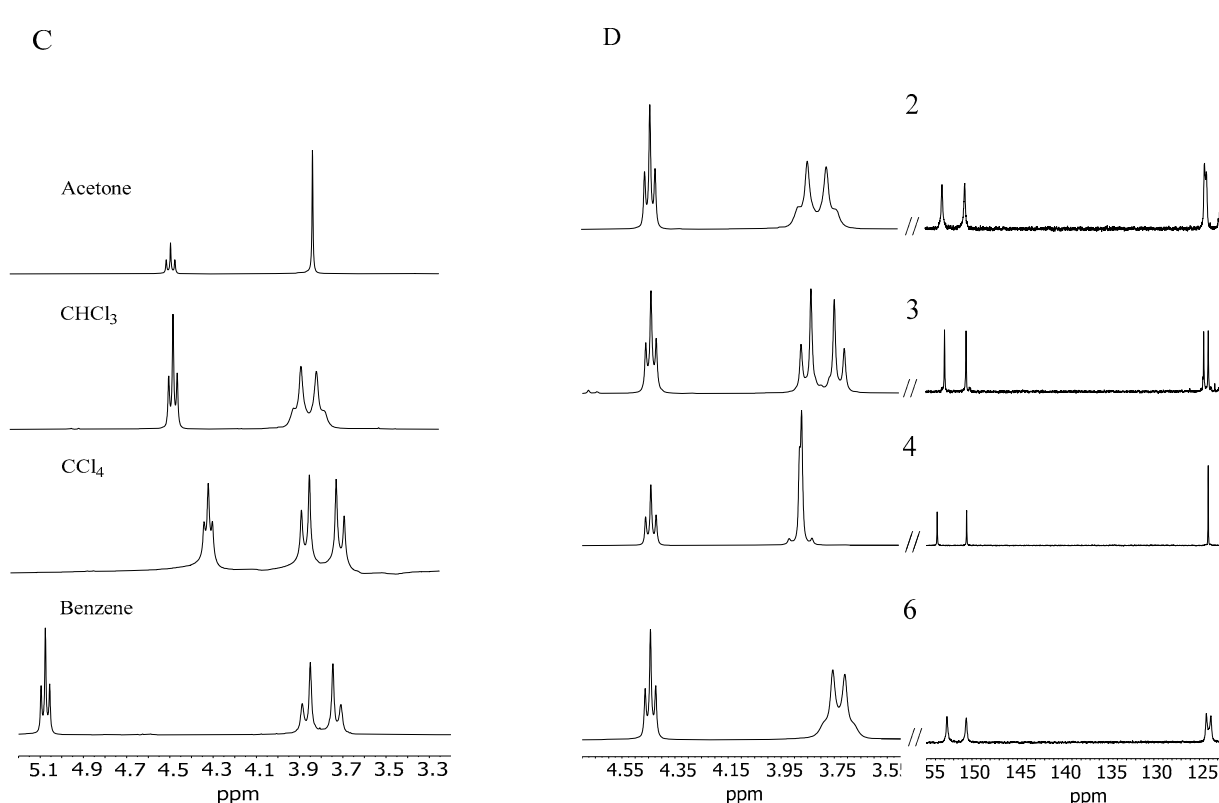 C
Acetone
CHCl3
CCl4
Benzene
5.1 4.9 4.7 4.5 4.3 4.1 3.9 3.7 3.5 3.3
ppm
D
2
//
3
//
4
//
6
//
4.55 4.35 4.15 3.95 3.75 3.55
ppm
55 150 145 140 135 130 125
ppm